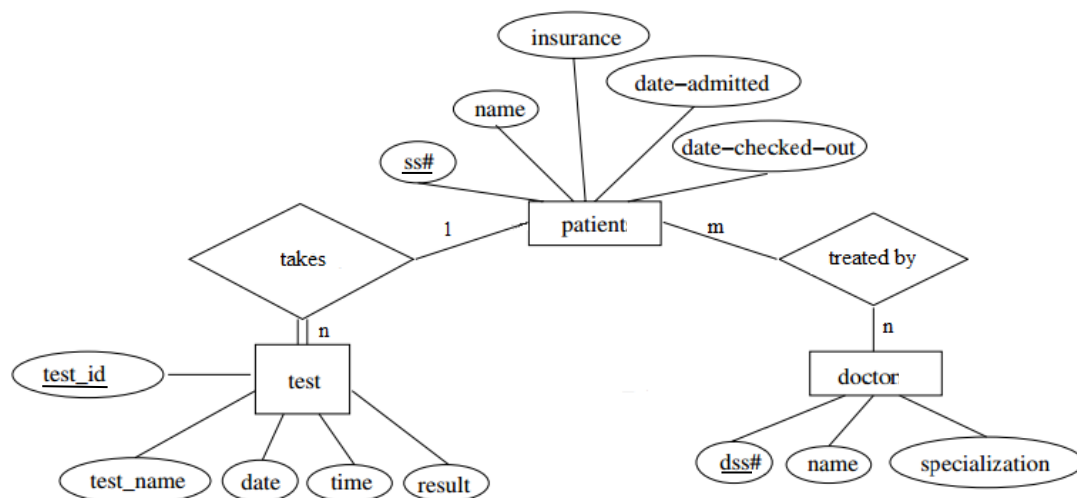 insurance
date-admitted
name
date-checked-out
ss#
patient
1
m
takes
treated by
n
n
test_id
test
doctor
test_name
date
time
result
dss#
name
specialization